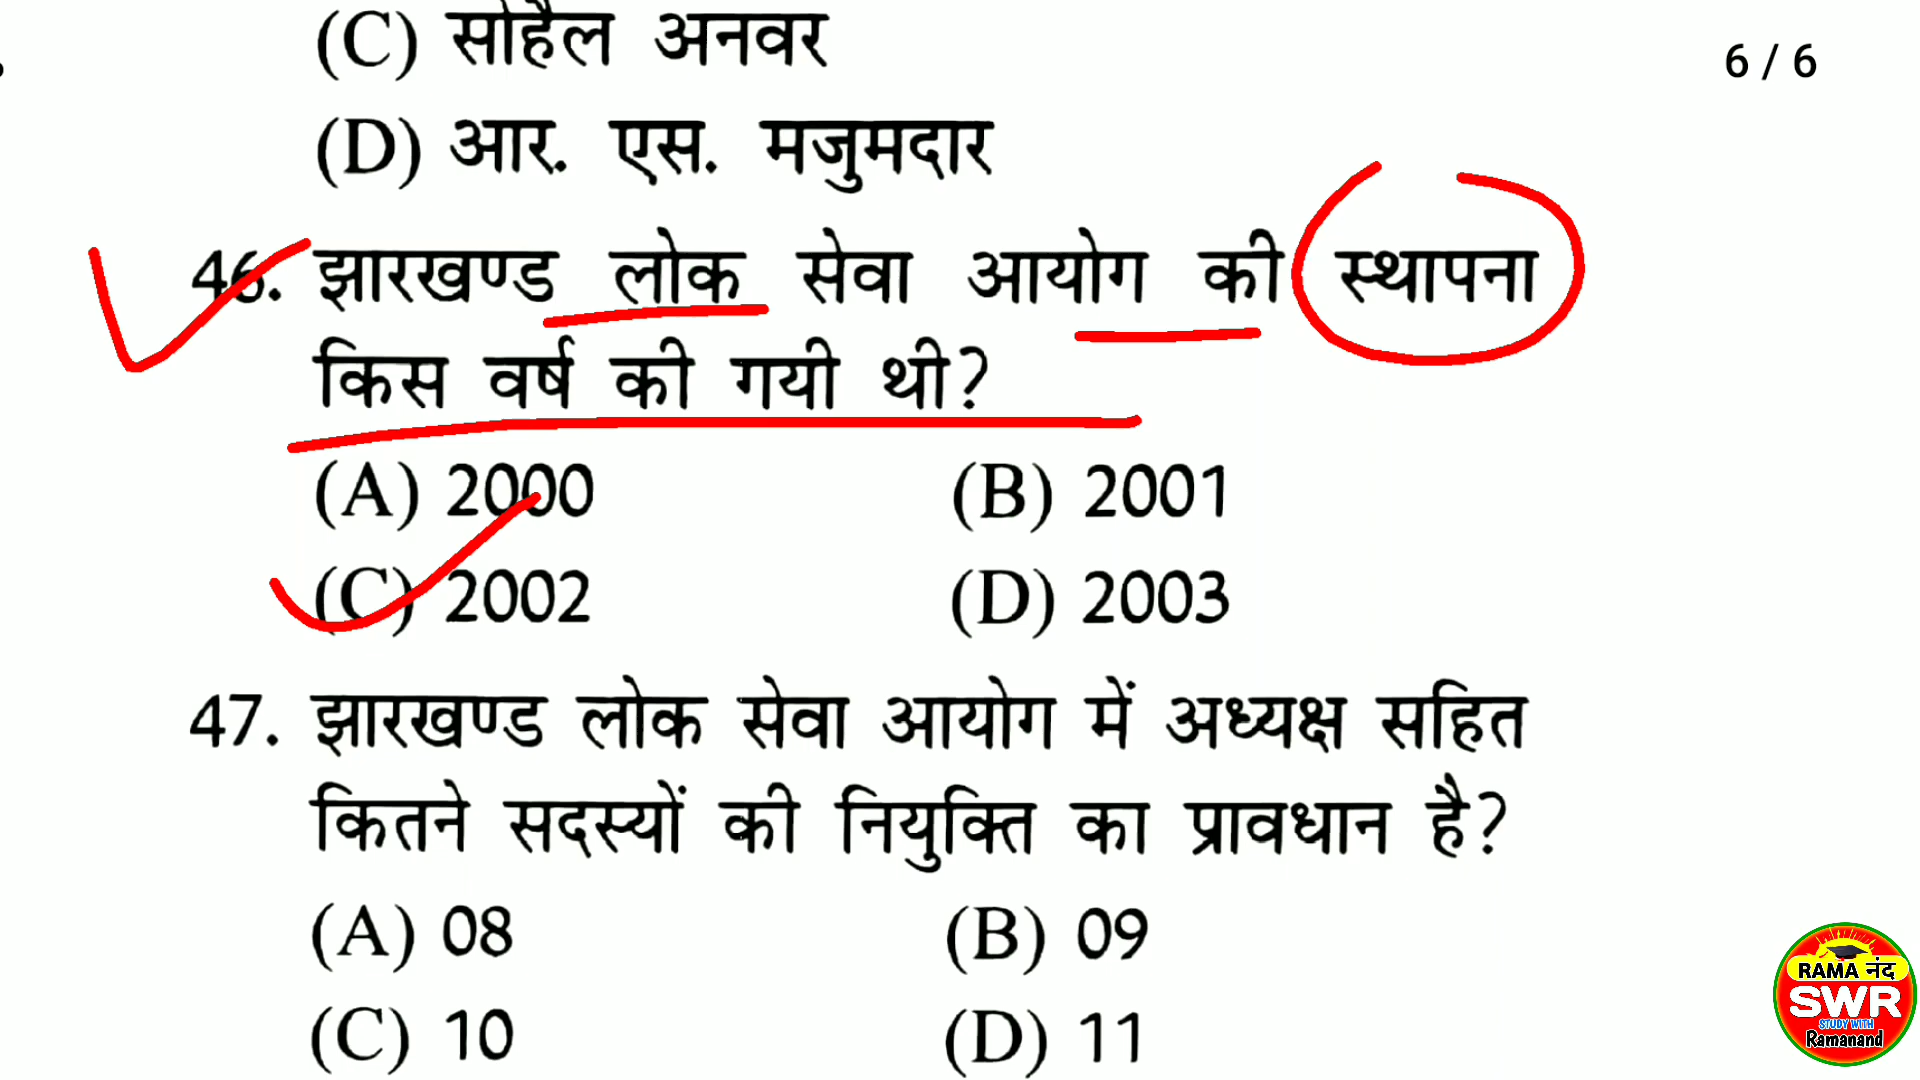 (C) सोहैल अनवर
6 / 6
(D) आर. एस. मजुमदार
46. झारखण्ड लोक सेवा आयोग की स्थापना
किस वर्ष की गयी थी?
(A) 2000 (B) 2001
(C) 2002 (D) 2003
47. झारखण्ड लोक सेवा आयोग में अध्यक्ष सहित
कितने सदस्यों की नियुक्ति का प्रावधान है?
(A) 08 (B) 09
(C) 10 (D) 11
RAMA नंद
SWR
STUDY WITH
Ramanand